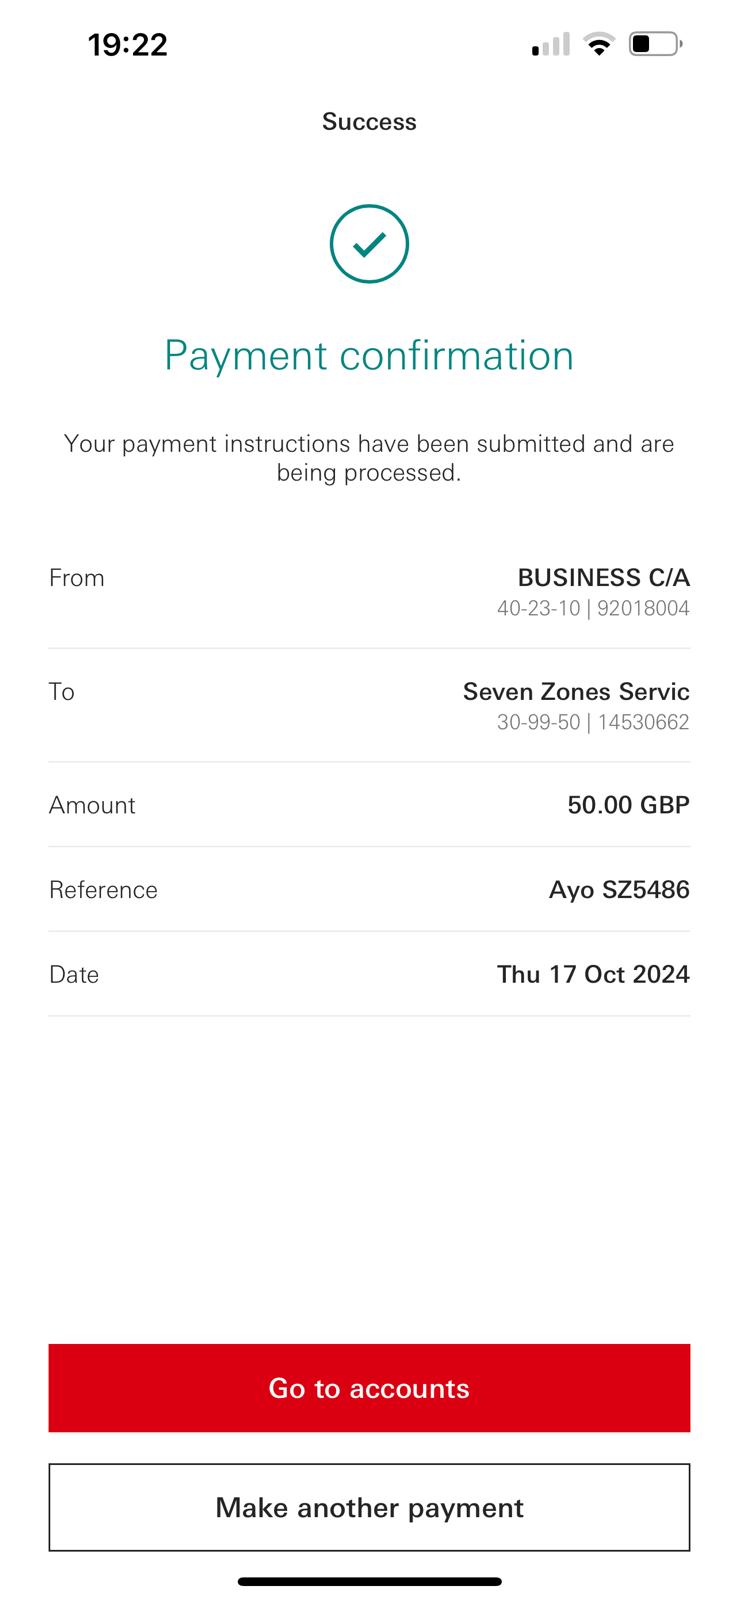 19:22
Success
Payment confirmation
Your payment instructions have been submitted and are
being processed.
From
BUSINESS C/A
40-23-10 | 92018004
To
Seven Zones Servic
30-99-50 | 14530662
Amount
50.00 GBP
Reference
Ayo SZ5486
Date
Thu 17 Oct 2024
Go to accounts
Make another payment